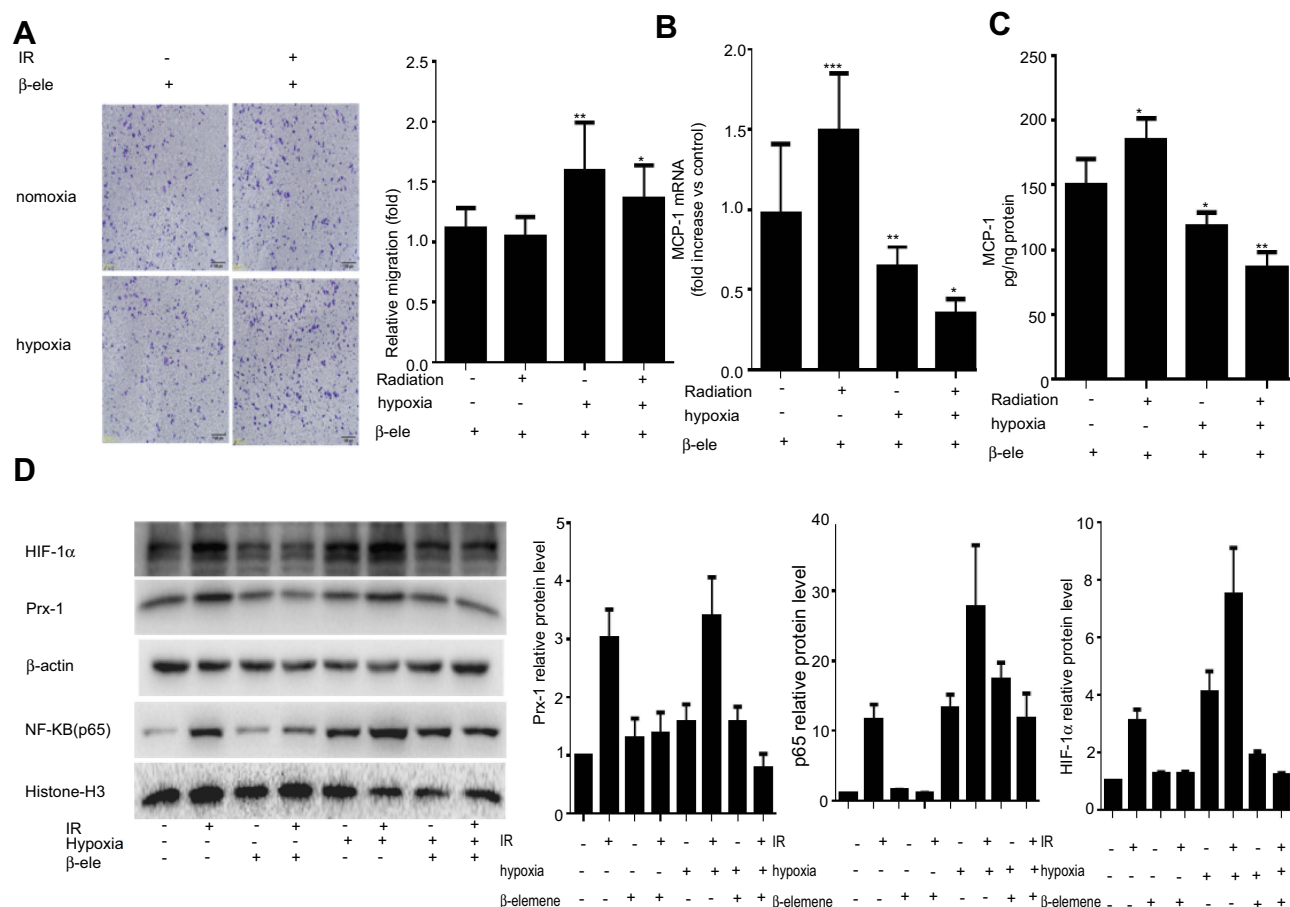 A
IR - +
β-ele + +
nomoxia
hypoxia
Relative migration (fold)
2.5
2.0
1.5
1.0
0.5
0.0
** *
Radiation - + - +
hypoxia - - + +
β-ele + + + +
B
MCP-1 mRNA
(fold increase vs control)
2.0
1.5
1.0
0.5
0.0
*** ** *
Radiation - + - +
hypoxia - - + +
β-ele + + + +
C
MCP-1
pg/ng protein
250
200
150
100
50
0
* * **
Radiation - + - +
hypoxia - - + +
β-ele + + + +
D
HIF-1α
Prx-1
β-actin
NF-KB(p65)
Histone-H3
IR - + - + - + - +
Hypoxia - - - - + + + +
β-ele - - + + - - + +
Prx-1 relative protein level
5
4
3
2
1
0
IR - + - + - + - +
hypoxia - - - - + + + +
β-elemene - - + + - - + +
p65 relative protein level
40
30
20
10
0
IR - + - + - + - +
hypoxia - - - - + + + +
β-elemene - - + + - - + +
HIF-1α relative protein level
10
8
6
4
2
0
IR - + - + - + - +
hypoxia - - - - + + + +
β-elemene - - + + - - + +